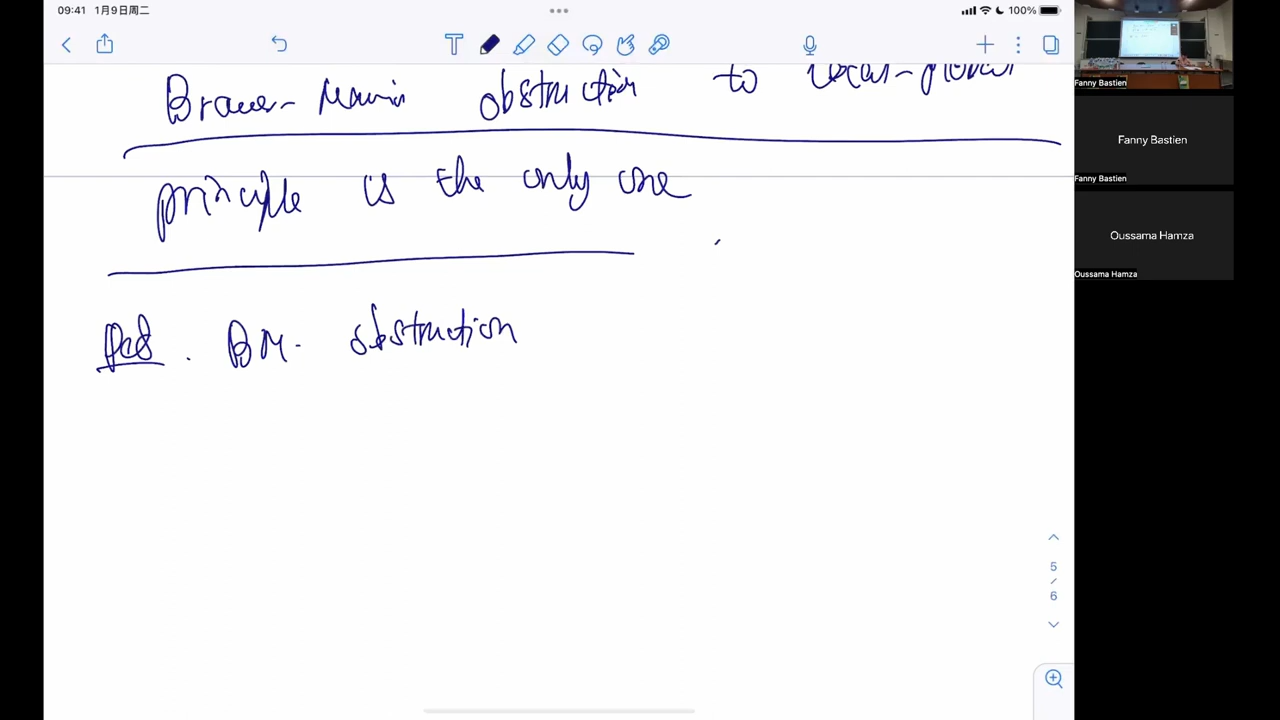 09:41 1月9日周二
100%
Brauer-Manin obstruction to local-global
principle is the only one
Def. BM. obstruction
5
/
6
Fanny Bastien
Fanny Bastien
Fanny Bastien
Oussama Hamza
Oussama Hamza